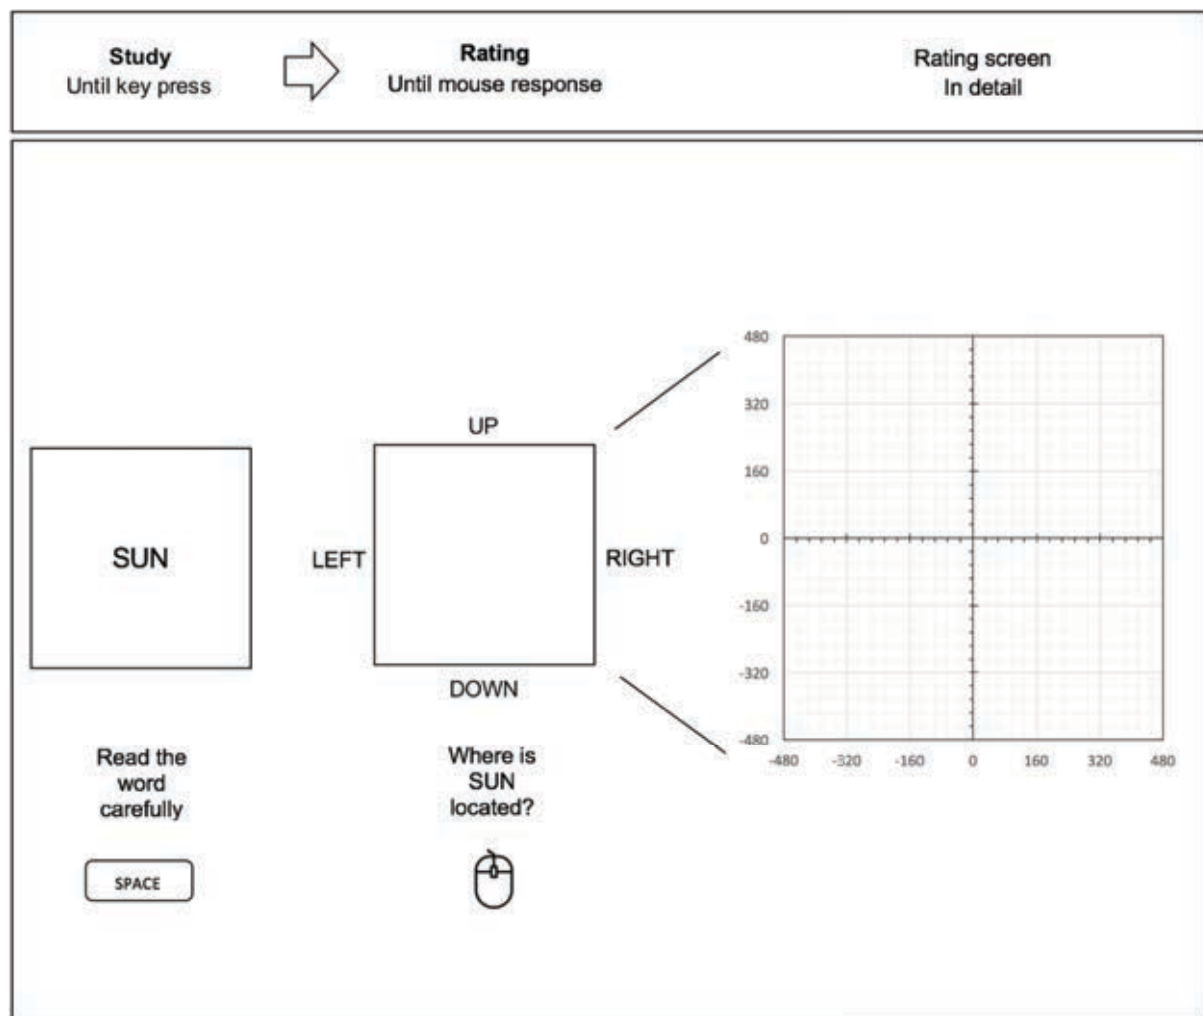 Study
Until key press
Rating
Until mouse response
Rating screen
In detail
SUN
Read the
word
carefully
SPACE
UP
LEFT
RIGHT
DOWN
Where is
SUN
located?
480
320
160
0
-160
-320
-480
-480 -320 -160 0 160 320 480